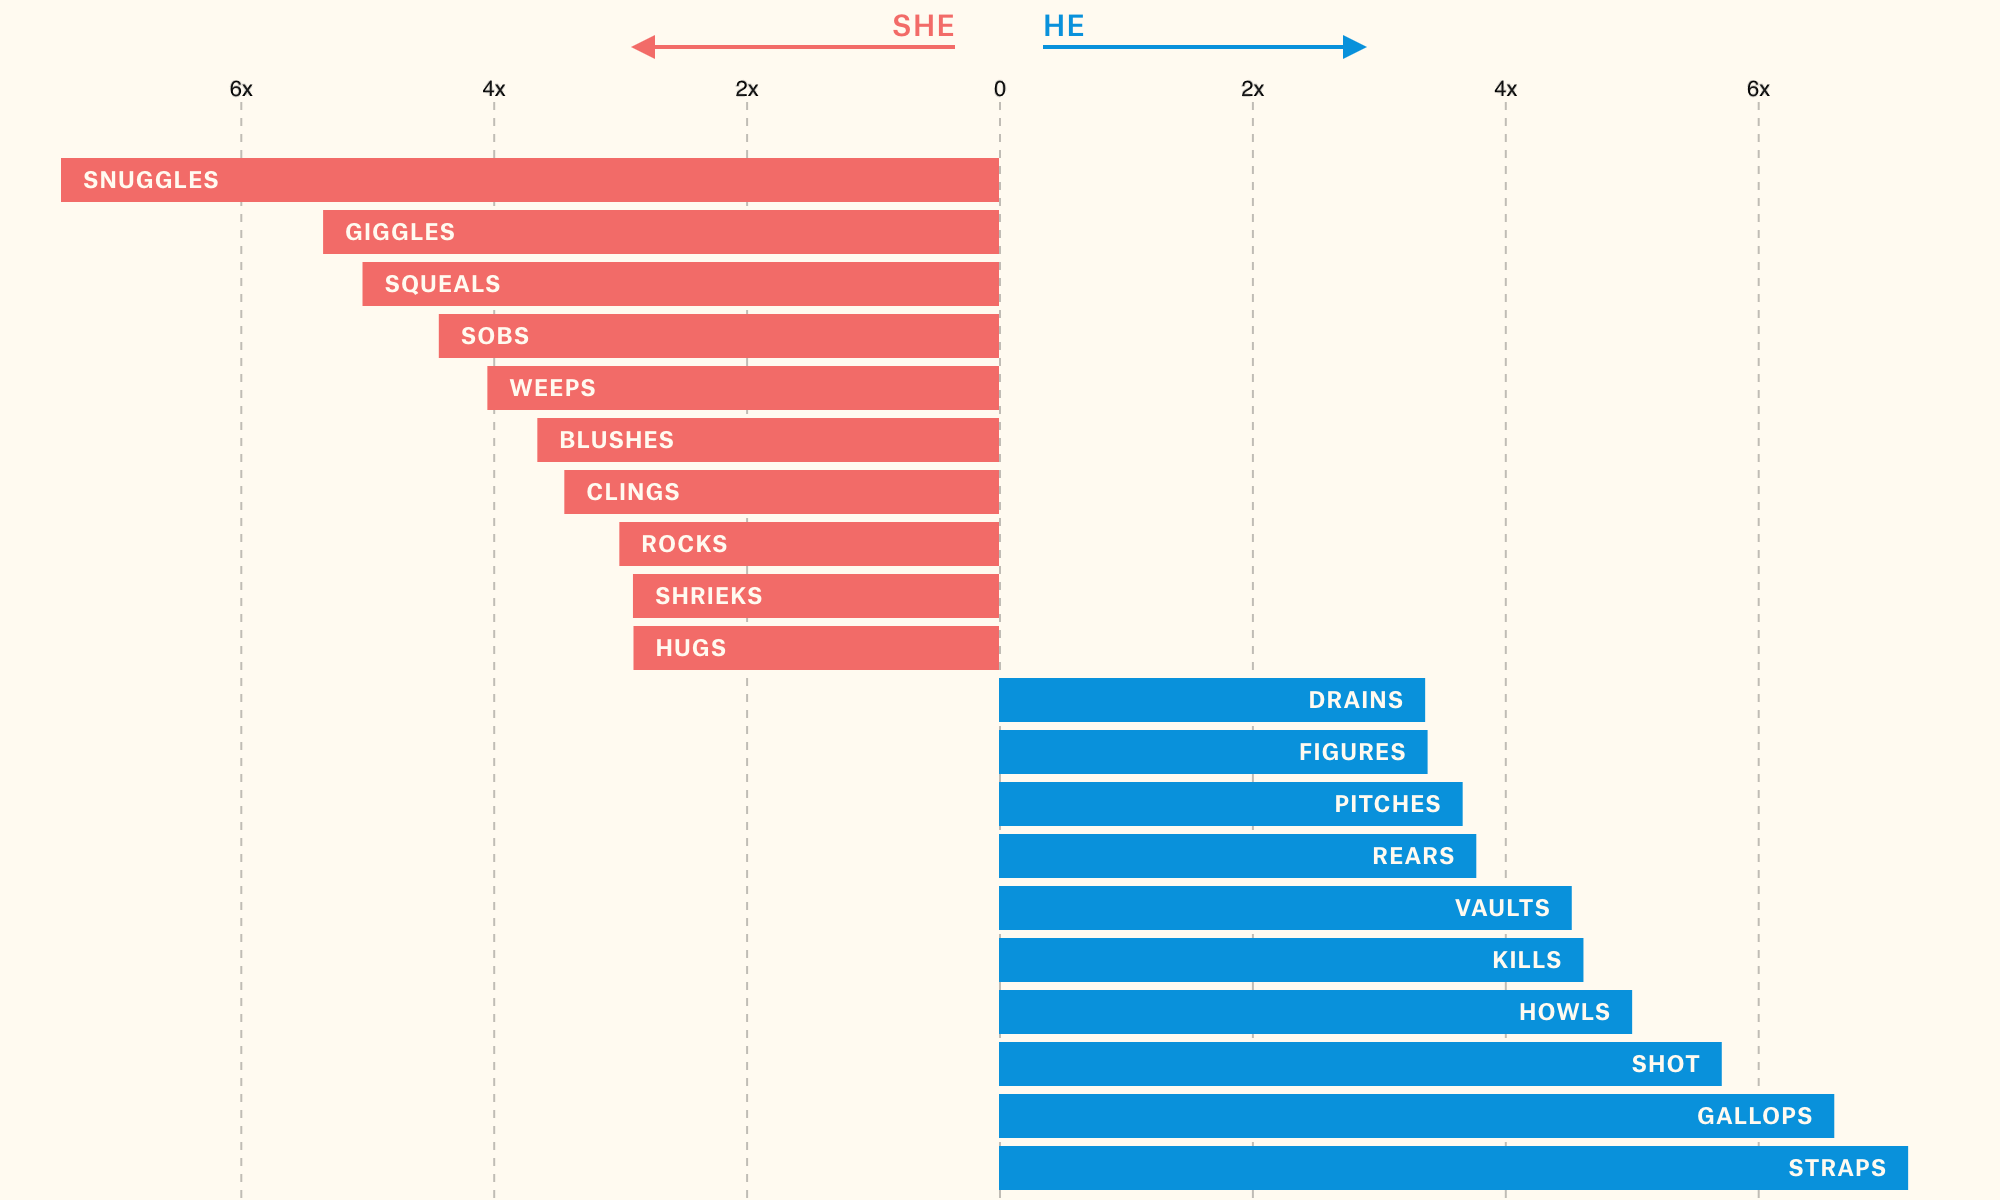 SHE HE
6x 4x 2x 0 2x 4x 6x
SNUGGLES
GIGGLES
SQUEALS
SOBS
WEEPS
BLUSHES
CLINGS
ROCKS
SHRIEKS
HUGS
DRAINS
FIGURES
PITCHES
REARS
VAULTS
KILLS
HOWLS
SHOT
GALLOPS
STRAPS